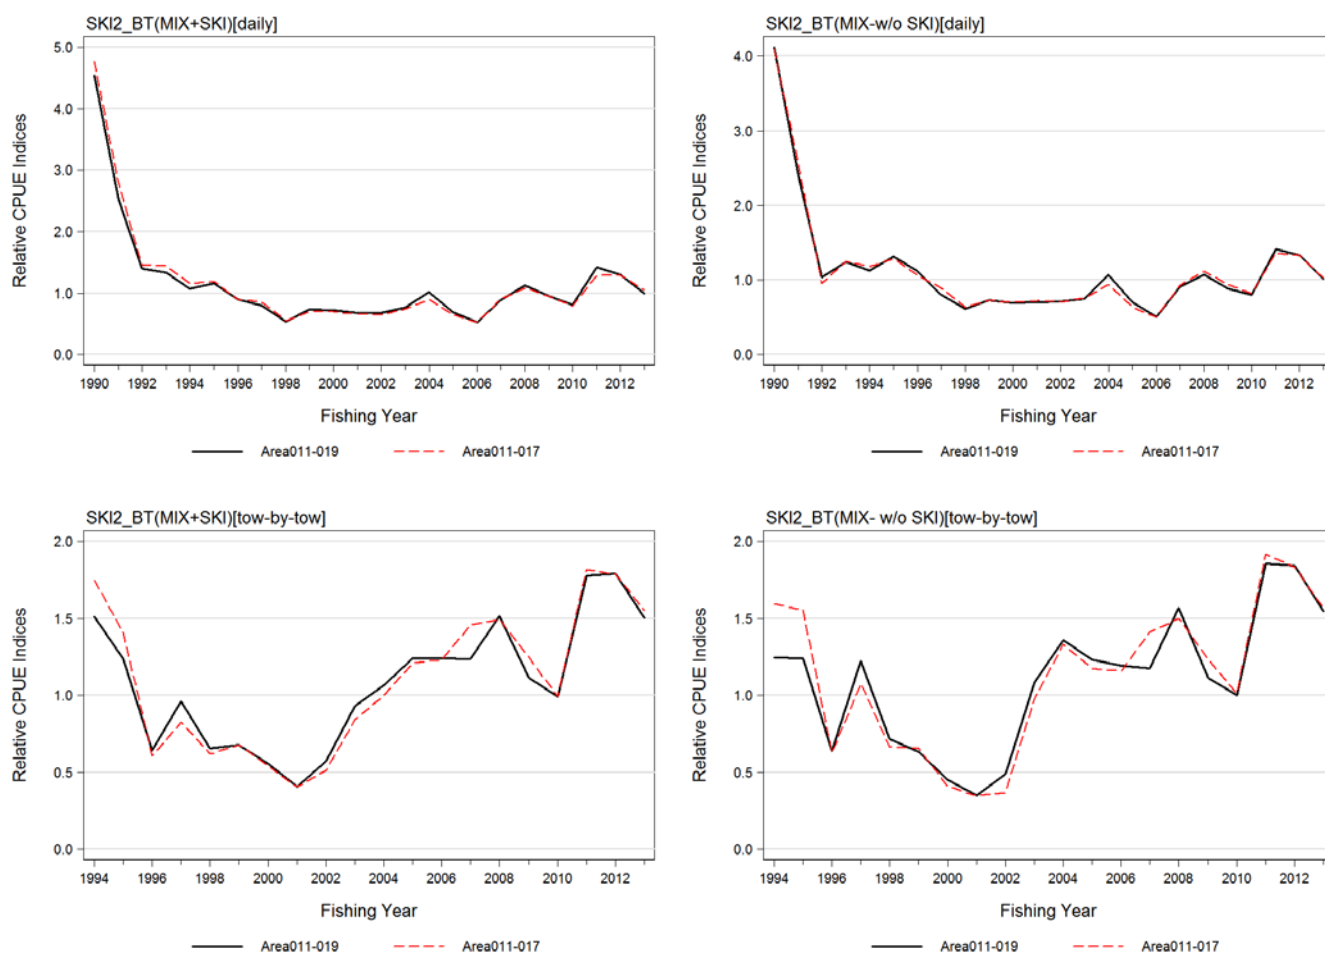 SKI2_BT(MIX+SKI)[daily]
5.0
4.0
3.0
2.0
1.0
0.0
Relative CPUE Indices
1990 1992 1994 1996 1998 2000 2002 2004 2006 2008 2010 2012
Fishing Year
Area011-019 Area011-017
SKI2_BT(MIX-w/o SKI)[daily]
4.0
3.0
2.0
1.0
0.0
Relative CPUE Indices
1990 1992 1994 1996 1998 2000 2002 2004 2006 2008 2010 2012
Fishing Year
Area011-019 Area011-017
SKI2_BT(MIX+SKI)[tow-by-tow]
2.0
1.5
1.0
0.5
0.0
Relative CPUE Indices
1994 1996 1998 2000 2002 2004 2006 2008 2010 2012
Fishing Year
Area011-019 Area011-017
SKI2_BT(MIX- w/o SKI)[tow-by-tow]
2.0
1.5
1.0
0.5
0.0
Relative CPUE Indices
1994 1996 1998 2000 2002 2004 2006 2008 2010 2012
Fishing Year
Area011-019 Area011-017